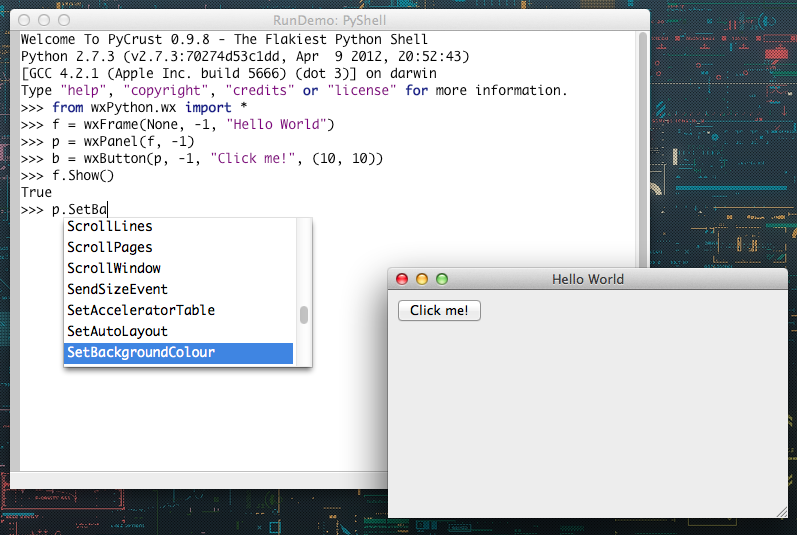 RunDemo: PyShell
Welcome To PyCrust 0.9.8 - The Flakiest Python Shell
Python 2.7.3 (v2.7.3:70274d53c1dd, Apr  9 2012, 20:52:43)
[GCC 4.2.1 (Apple Inc. build 5666) (dot 3)] on darwin
Type "help", "copyright", "credits" or "license" for more information.
>>> from wxPython.wx import *
>>> f = wxFrame(None, -1, "Hello World")
>>> p = wxPanel(f, -1)
>>> b = wxButton(p, -1, "Click me!", (10, 10))
>>> f.Show()
True
>>> p.SetBa
ScrollLines
ScrollPages
ScrollWindow
SendSizeEvent
SetAcceleratorTable
SetAutoLayout
SetBackgroundColour
Hello World
Click me!